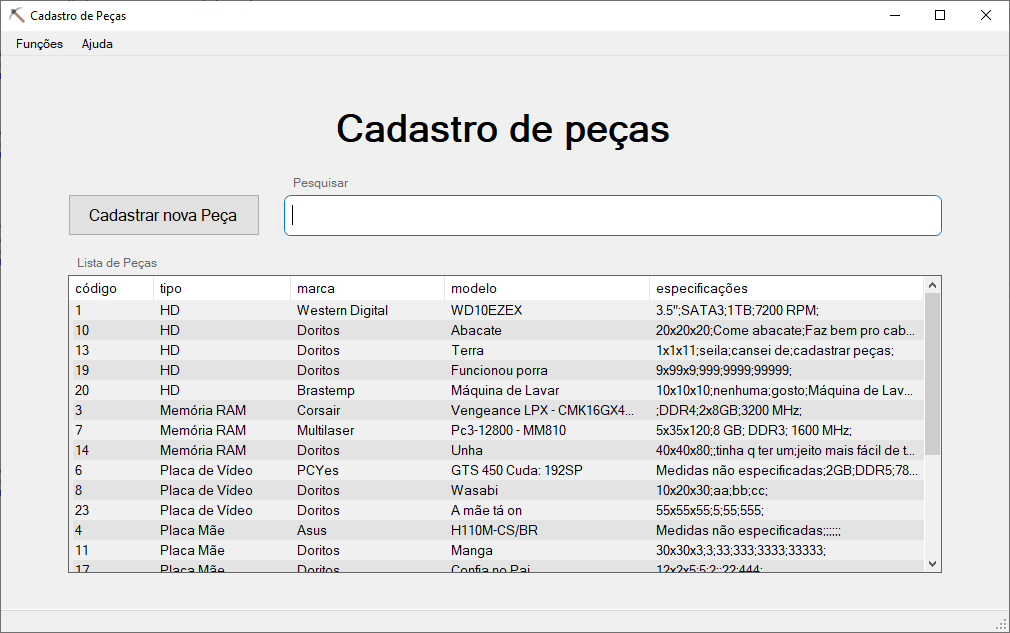 Cadastro de Peças
Funções Ajuda
Cadastro de peças
Pesquisar
Cadastrar nova Peça
Lista de Peças
código tipo marca modelo especificações
1 HD Western Digital WD10EZEX 3.5";SATA3;1TB;7200 RPM;
10 HD Doritos Abacate 20x20x20;Come abacate;Faz bem pro cab...
13 HD Doritos Terra 1x1x11;seila;cansei de;cadastrar peças;
19 HD Doritos Funcionou porra 9x99x9;999;9999;99999;
20 HD Brastemp Máquina de Lavar 10x10x10;nenhuma;gosto;Máquina de Lav...
3 Memória RAM Corsair Vengeance LPX - CMK16GX4... ;DDR4;2x8GB;3200 MHz;
7 Memória RAM Multilaser Pc3-12800 - MM810 5x35x120;8 GB; DDR3; 1600 MHz;
14 Memória RAM Doritos Unha 40x40x80;;tinha q ter um;jeito mais fácil de t...
6 Placa de Vídeo PCYes GTS 450 Cuda: 192SP Medidas não especificadas;2GB;DDR5;78...
8 Placa de Vídeo Doritos Wasabi 10x20x30;aa;bb;cc;
23 Placa de Vídeo Doritos A mãe tá on 55x55x55;5;55;555;
4 Placa Mãe Asus H110M-CS/BR Medidas não especificadas;;;;;;
11 Placa Mãe Doritos Manga 30x30x3;3;33;333;3333;33333;
17 Placa Mãe Doritos Confia no Pai 12x2x5;5;2;;22;444;